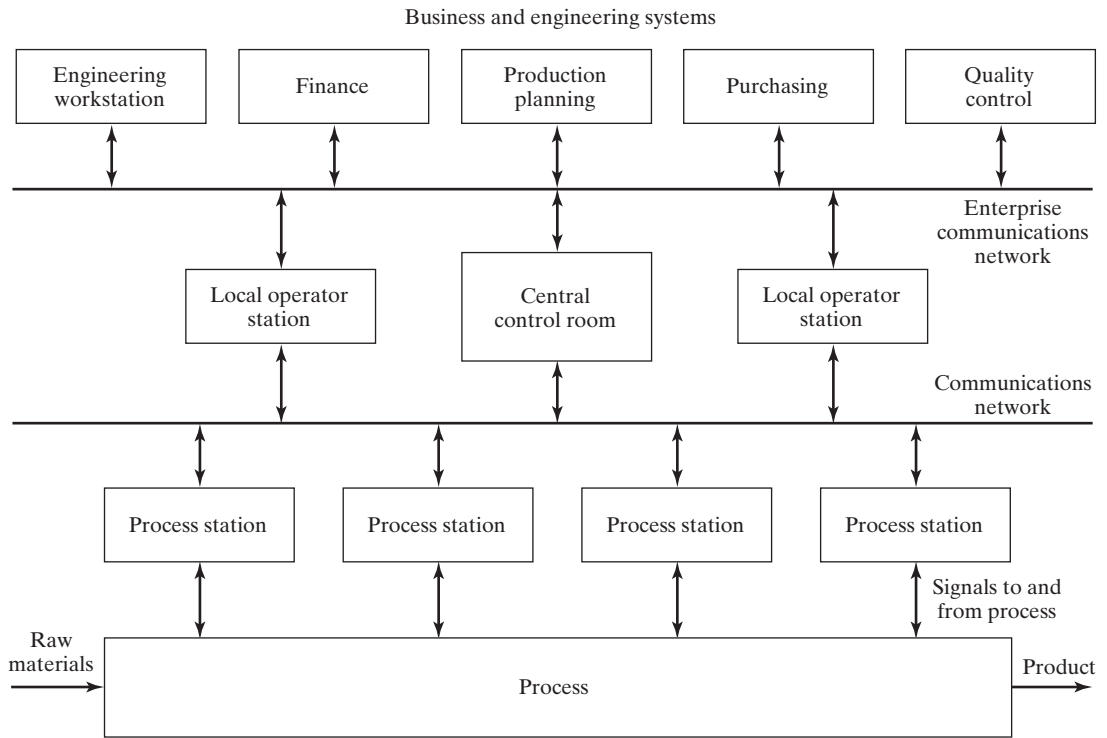 Business and engineering systems
Engineering
workstation
Finance
Production
planning
Purchasing
Quality
control
Enterprise
communications
network
Local operator
station
Central
control room
Local operator
station
Communications
network
Process station
Process station
Process station
Process station
Signals to and
from process
Raw
materials
Process
Product